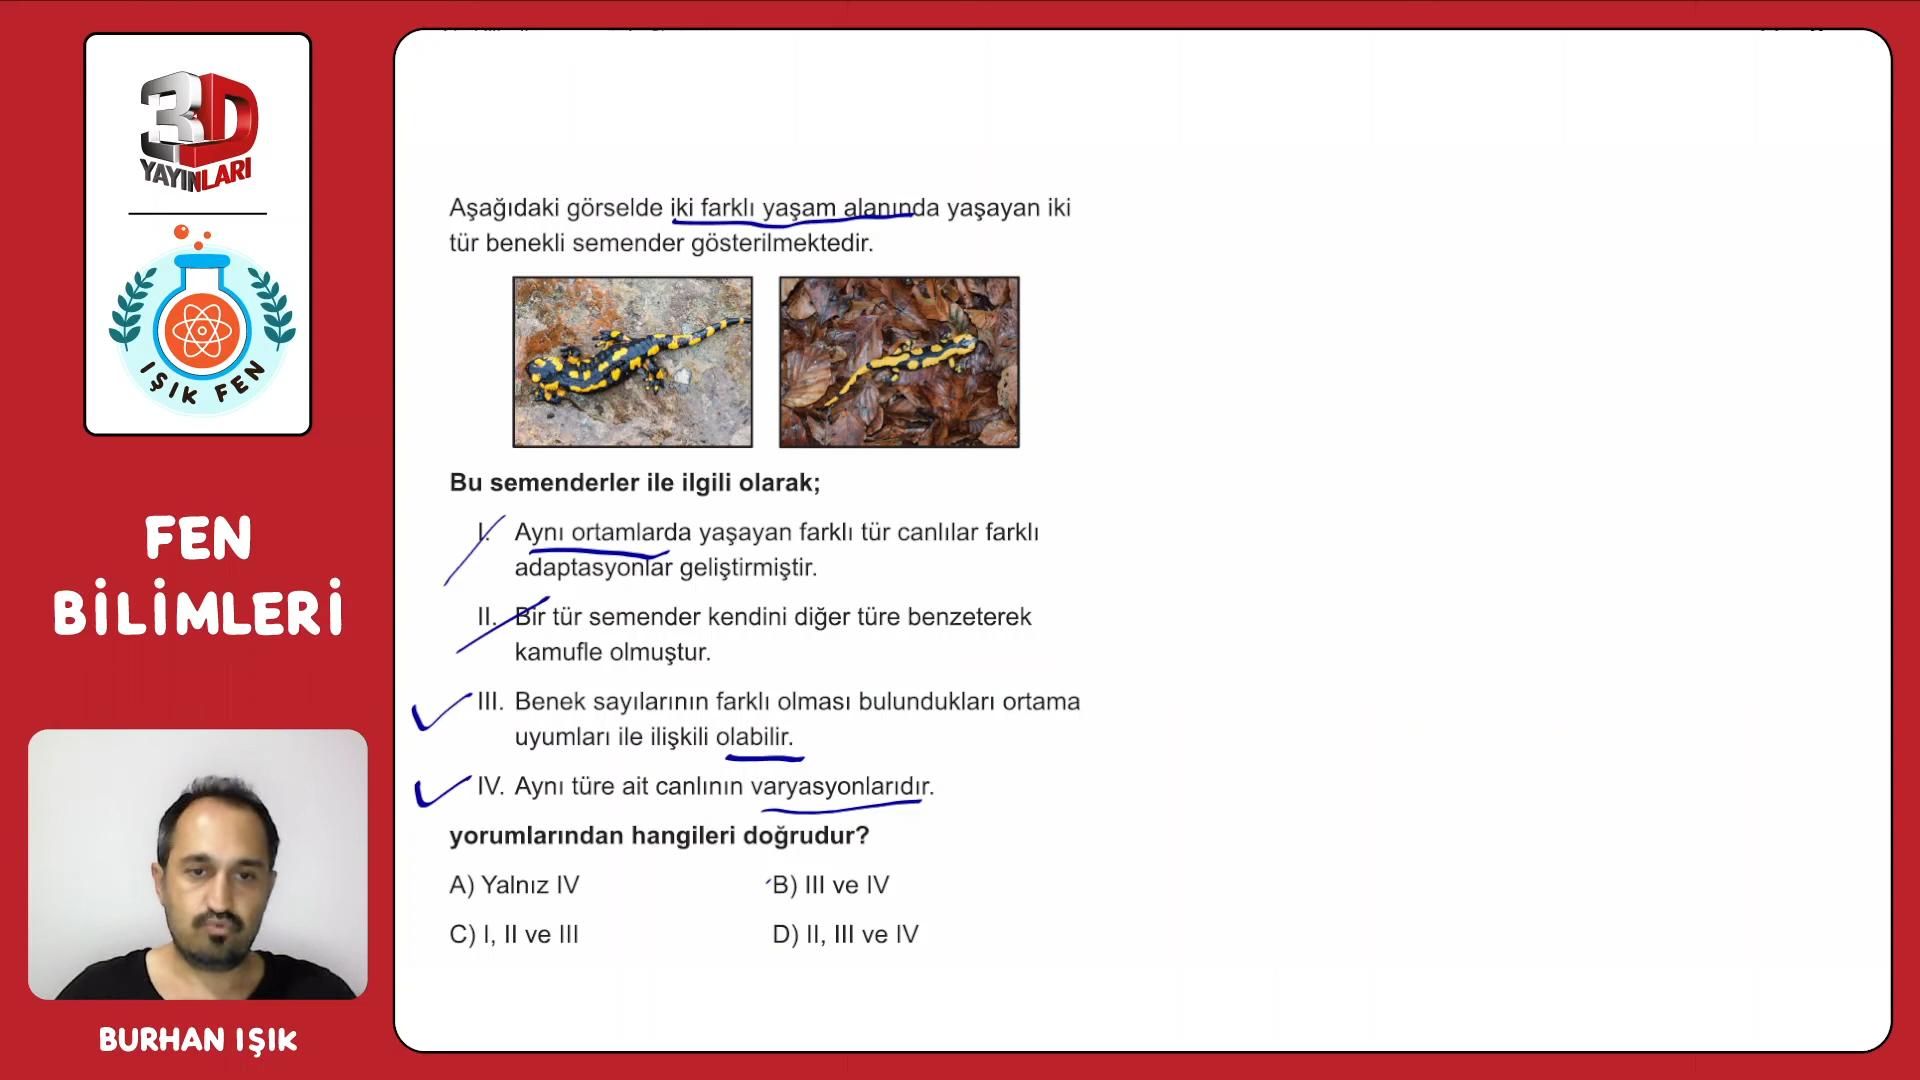 3D
YAYINLARI
IŞIK FEN
FEN
BİLİMLERİ
BURHAN IŞIK
Aşağıdaki görselde iki farklı yaşam alanında yaşayan iki
tür benekli semender gösterilmektedir.
Bu semenderler ile ilgili olarak;
I. Aynı ortamlarda yaşayan farklı tür canlılar farklı
adaptasyonlar geliştirmiştir.
II. Bir tür semender kendini diğer türe benzeterek
kamufle olmuştur.
III. Benek sayılarının farklı olması bulundukları ortama
uyumları ile ilişkili olabilir.
IV. Aynı türe ait canlının varyasyonlarıdır.
yorumlarından hangileri doğrudur?
A) Yalnız IV
B) III ve IV
C) I, II ve III
D) II, III ve IV